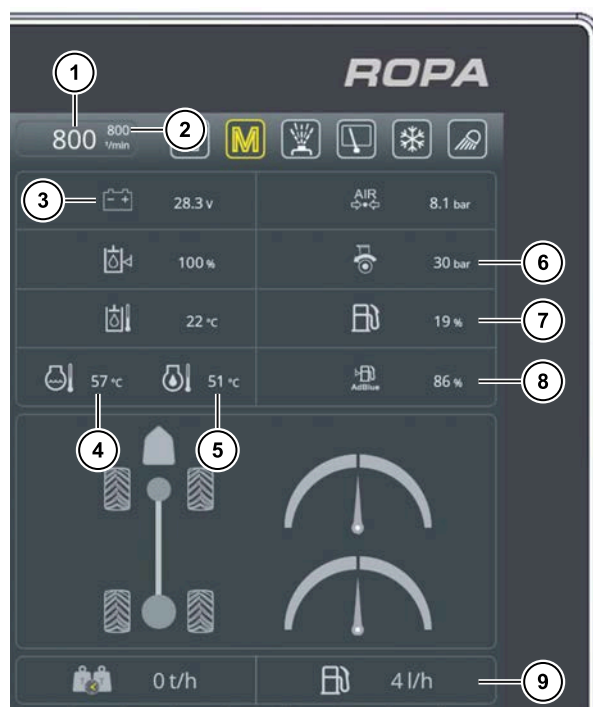 ROPA
1
2
800 800 1/min
M
3
28.3 v
AIR
8.1 bar
100 %
30 bar
6
22 °C
19 %
7
57 °C
51 °C
AdBlue
86 %
8
4
5
0 t/h
4 l/h
9